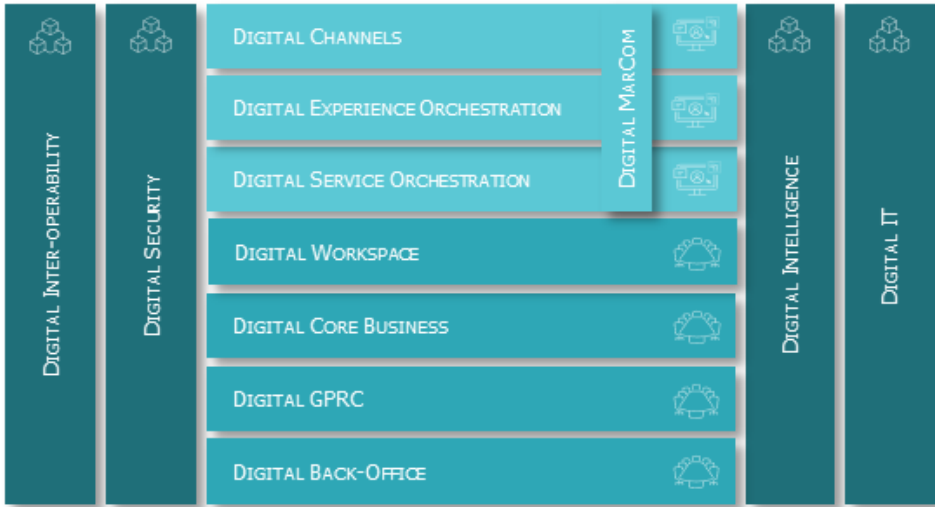 Digital Inter-operability
Digital Security
Digital Channels
Digital Experience Orchestration
Digital Service Orchestration
Digital MarCom
Digital Workspace
Digital Core Business
Digital GPRC
Digital Back-Office
Digital Intelligence
Digital IT